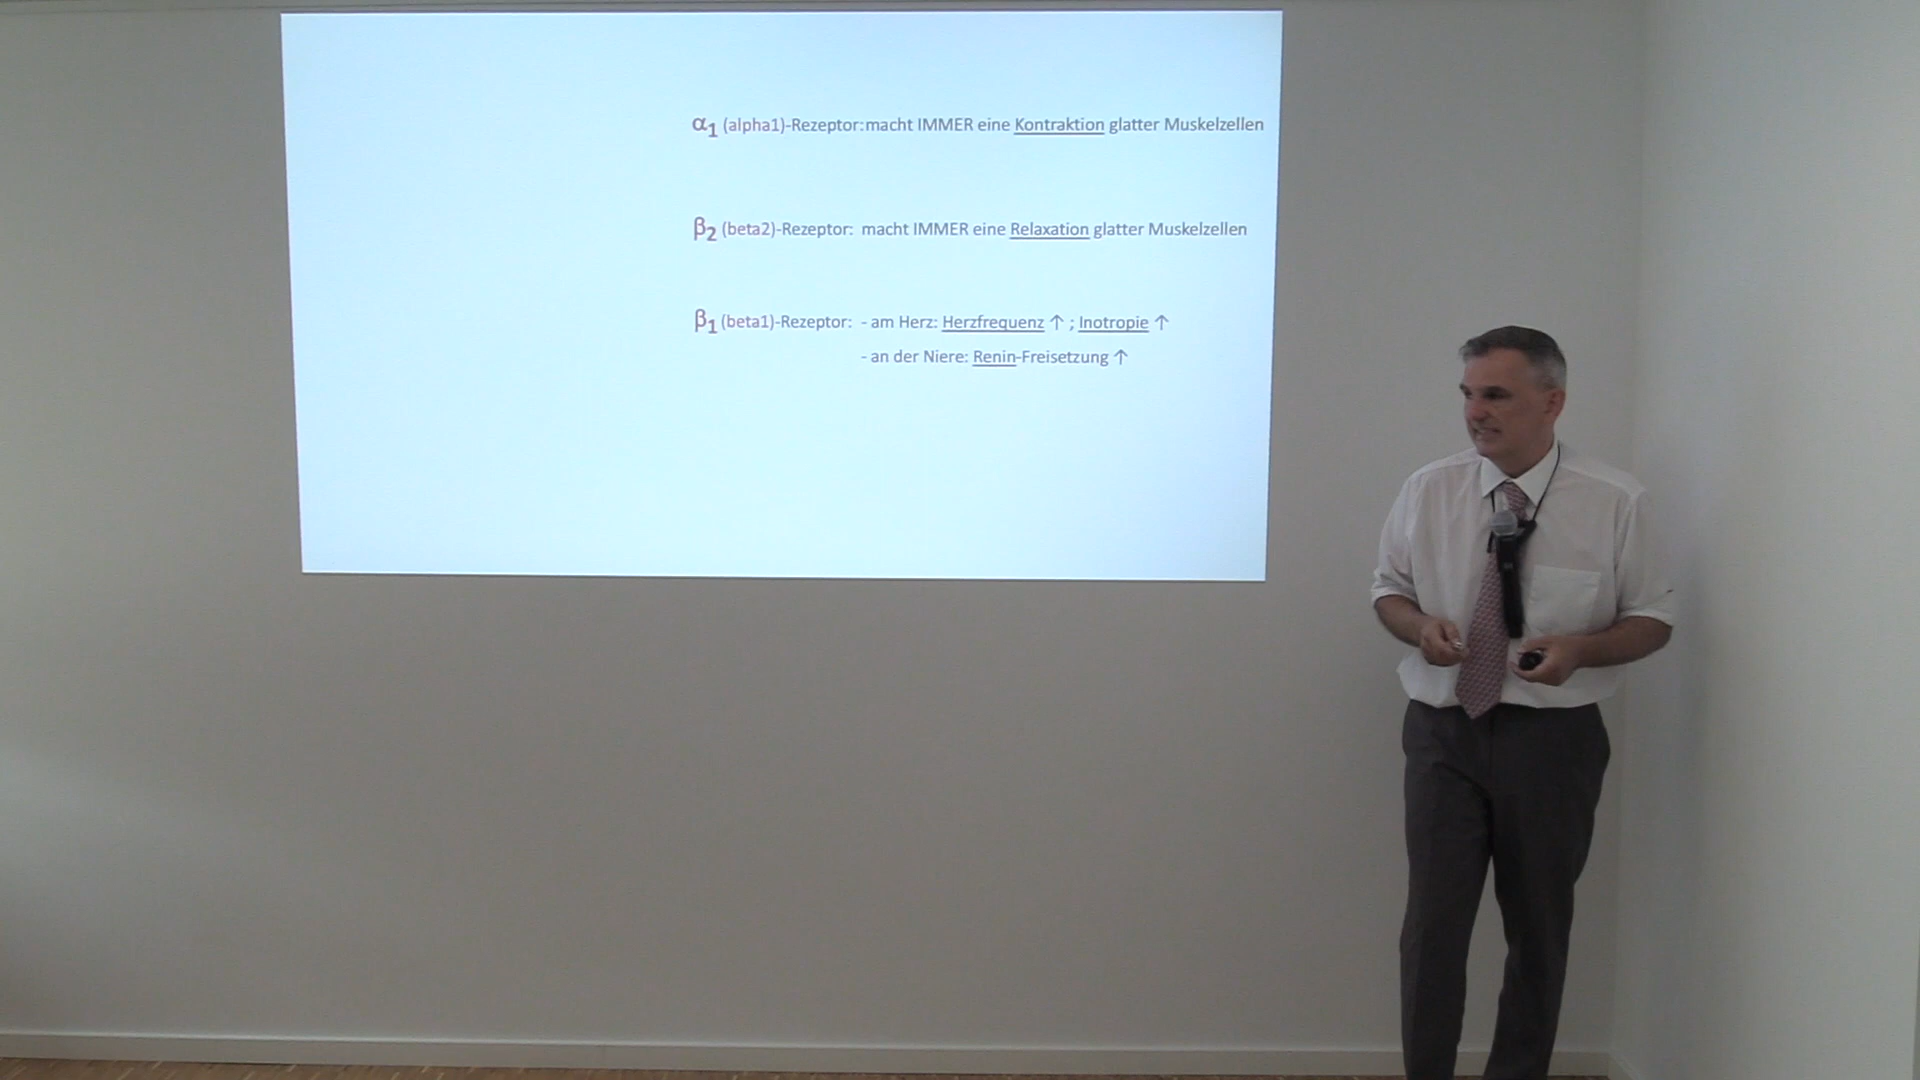 α1 (alpha1)-Rezeptor: macht IMMER eine Kontraktion glatter Muskelzellen
β2 (beta2)-Rezeptor: macht IMMER eine Relaxation glatter Muskelzellen
β1 (beta1)-Rezeptor: - am Herz: Herzfrequenz ↑ ; Inotropie ↑
- an der Niere: Renin-Freisetzung ↑